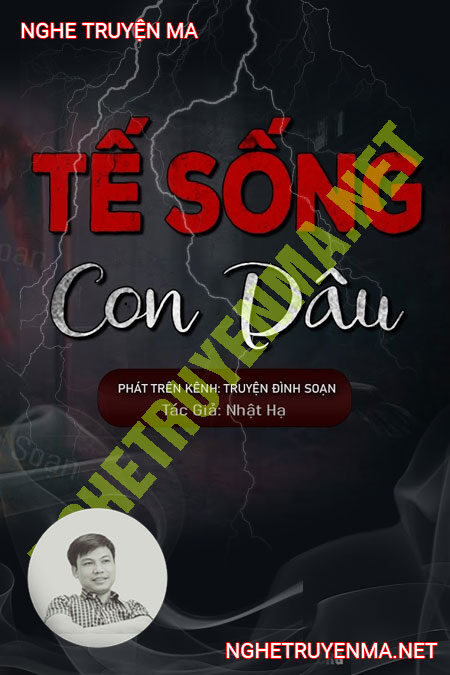 NGHE TRUYỆN MA
TẾ SỐNG
Con Dâu
NGHETRUYENMA.NET
PHÁT TRÊN KÊNH: TRUYỆN ĐÌNH SOẠN
Tác Giả: Nhật Hạ
Soạn
NGHETRUYENMA.NET